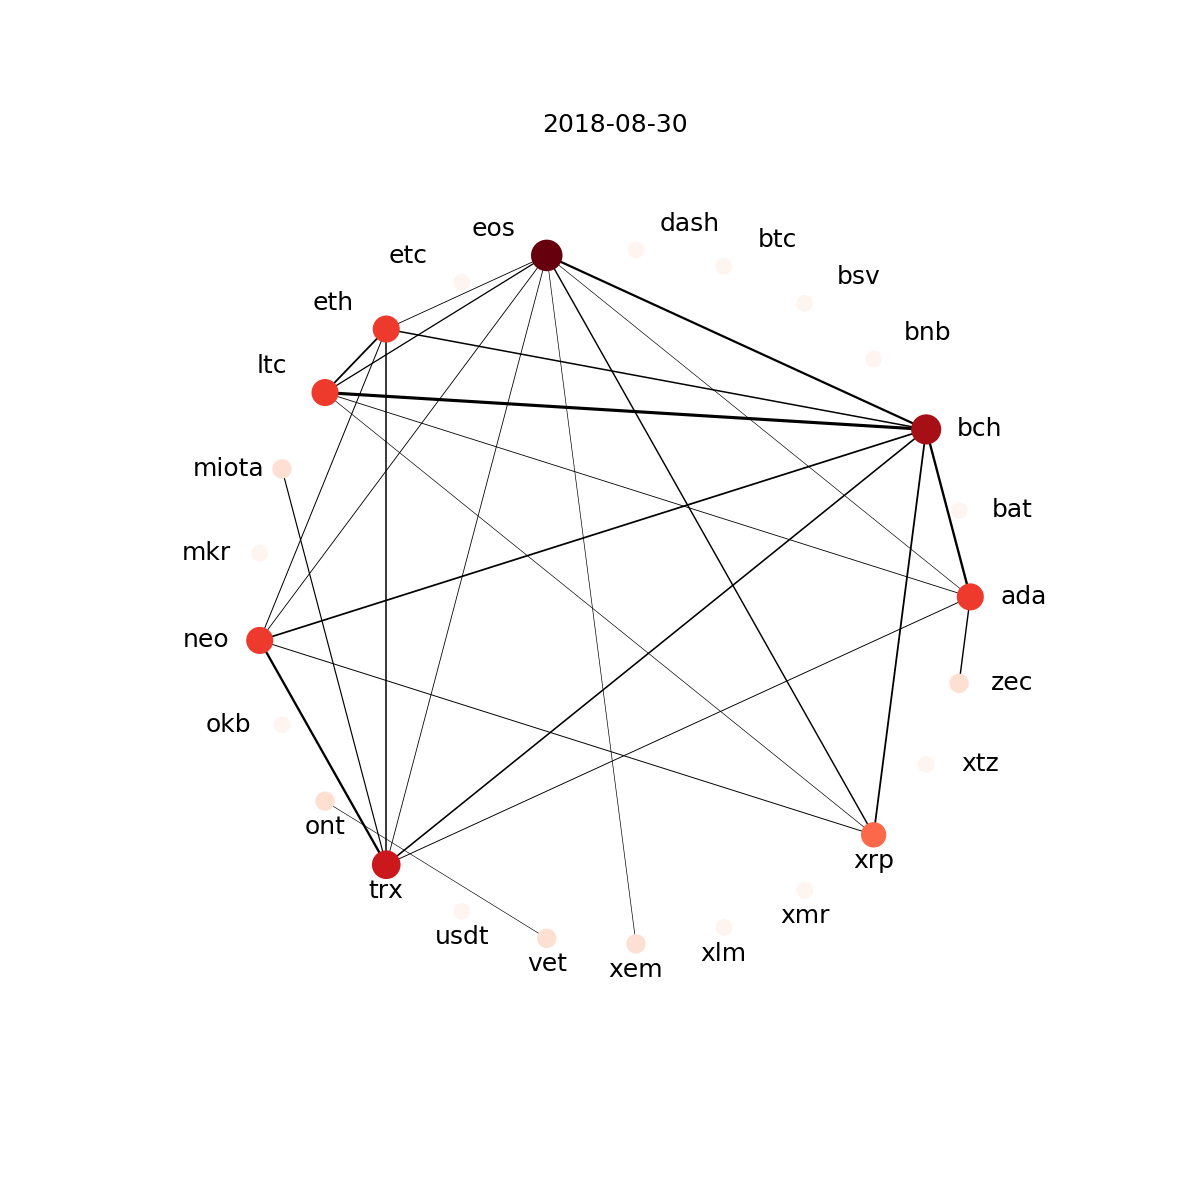 2018-08-30
dash
eos
btc
etc
bsv
eth
bnb
ltc
bch
miota
bat
mkr
ada
neo
zec
okb
xtz
ont
xrp
trx
xmr
usdt
xlm
vet
xem